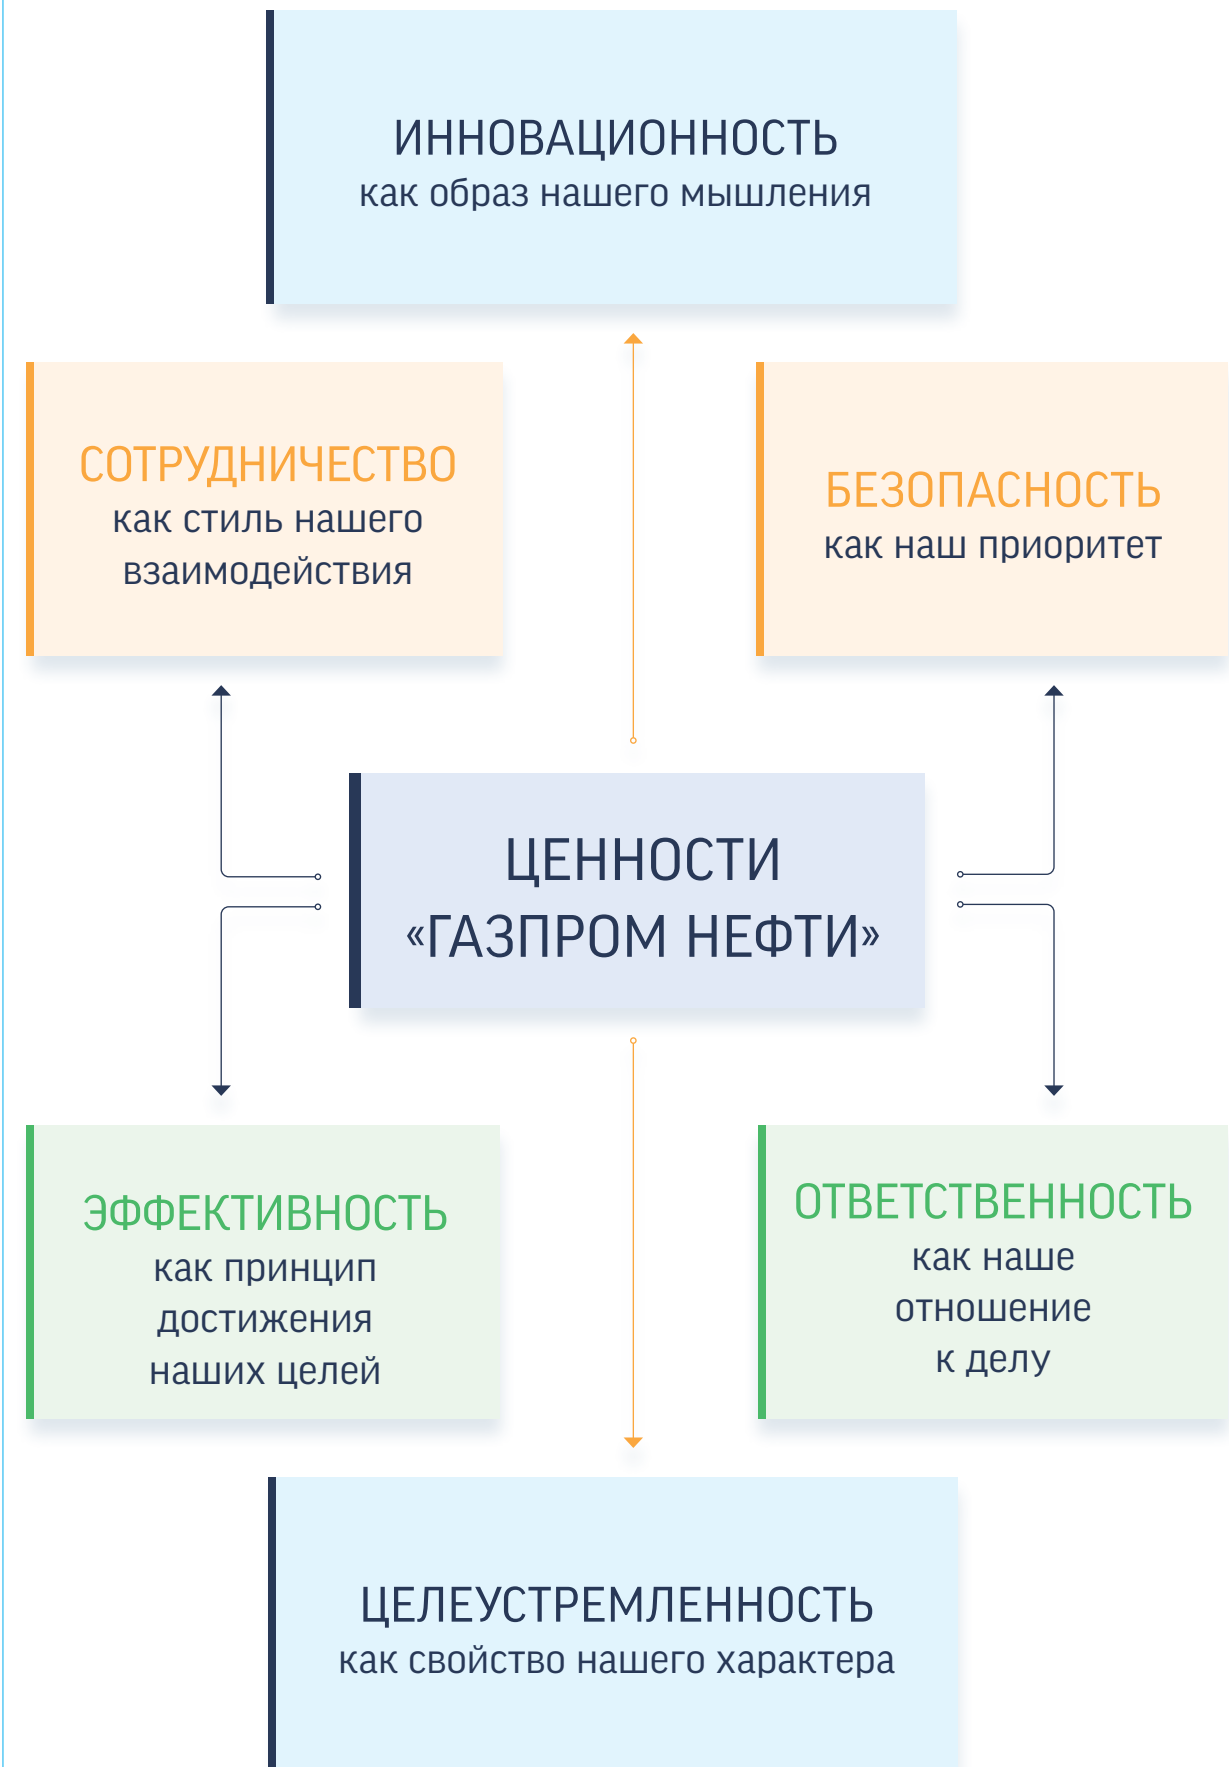 ИННОВАЦИОННОСТЬ
как образ нашего мышления
СОТРУДНИЧЕСТВО
как стиль нашего
взаимодействия
БЕЗОПАСНОСТЬ
как наш приоритет
ЦЕННОСТИ
«ГАЗПРОМ НЕФТИ»
ЭФФЕКТИВНОСТЬ
как принцип
достижения
наших целей
ОТВЕТСТВЕННОСТЬ
как наше
отношение
к делу
ЦЕЛЕУСТРЕМЛЕННОСТЬ
как свойство нашего характера